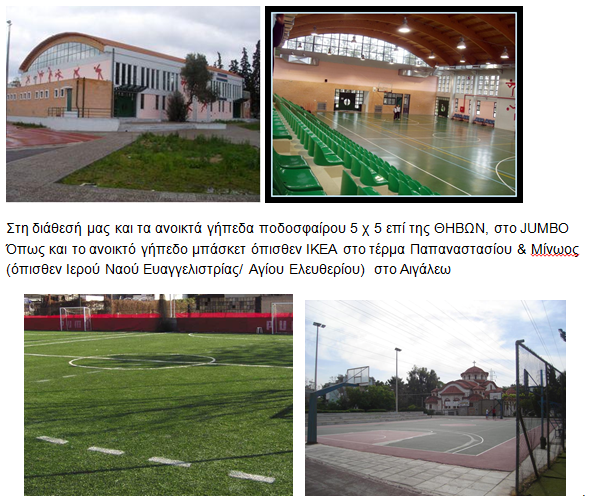 Στη διάθεσή μας και τα ανοικτά γήπεδα ποδοσφαίρου 5 χ 5 επί της ΘΗΒΩΝ, στο JUMBO
Όπως και το ανοικτό γήπεδο μπάσκετ όπισθεν ΙΚΕΑ στο τέρμα Παπαναστασίου & Μίνωος
(όπισθεν Ιερού Ναού Ευαγγελιστρίας/ Αγίου Ελευθερίου) στο Αιγάλεω